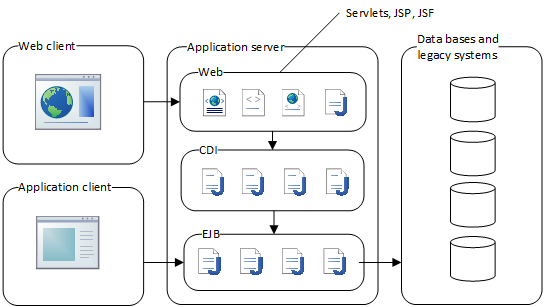 Servlets, JSP, JSF
Web client
Application server
Data bases and
legacy systems
Web
CDI
Application client
EJB